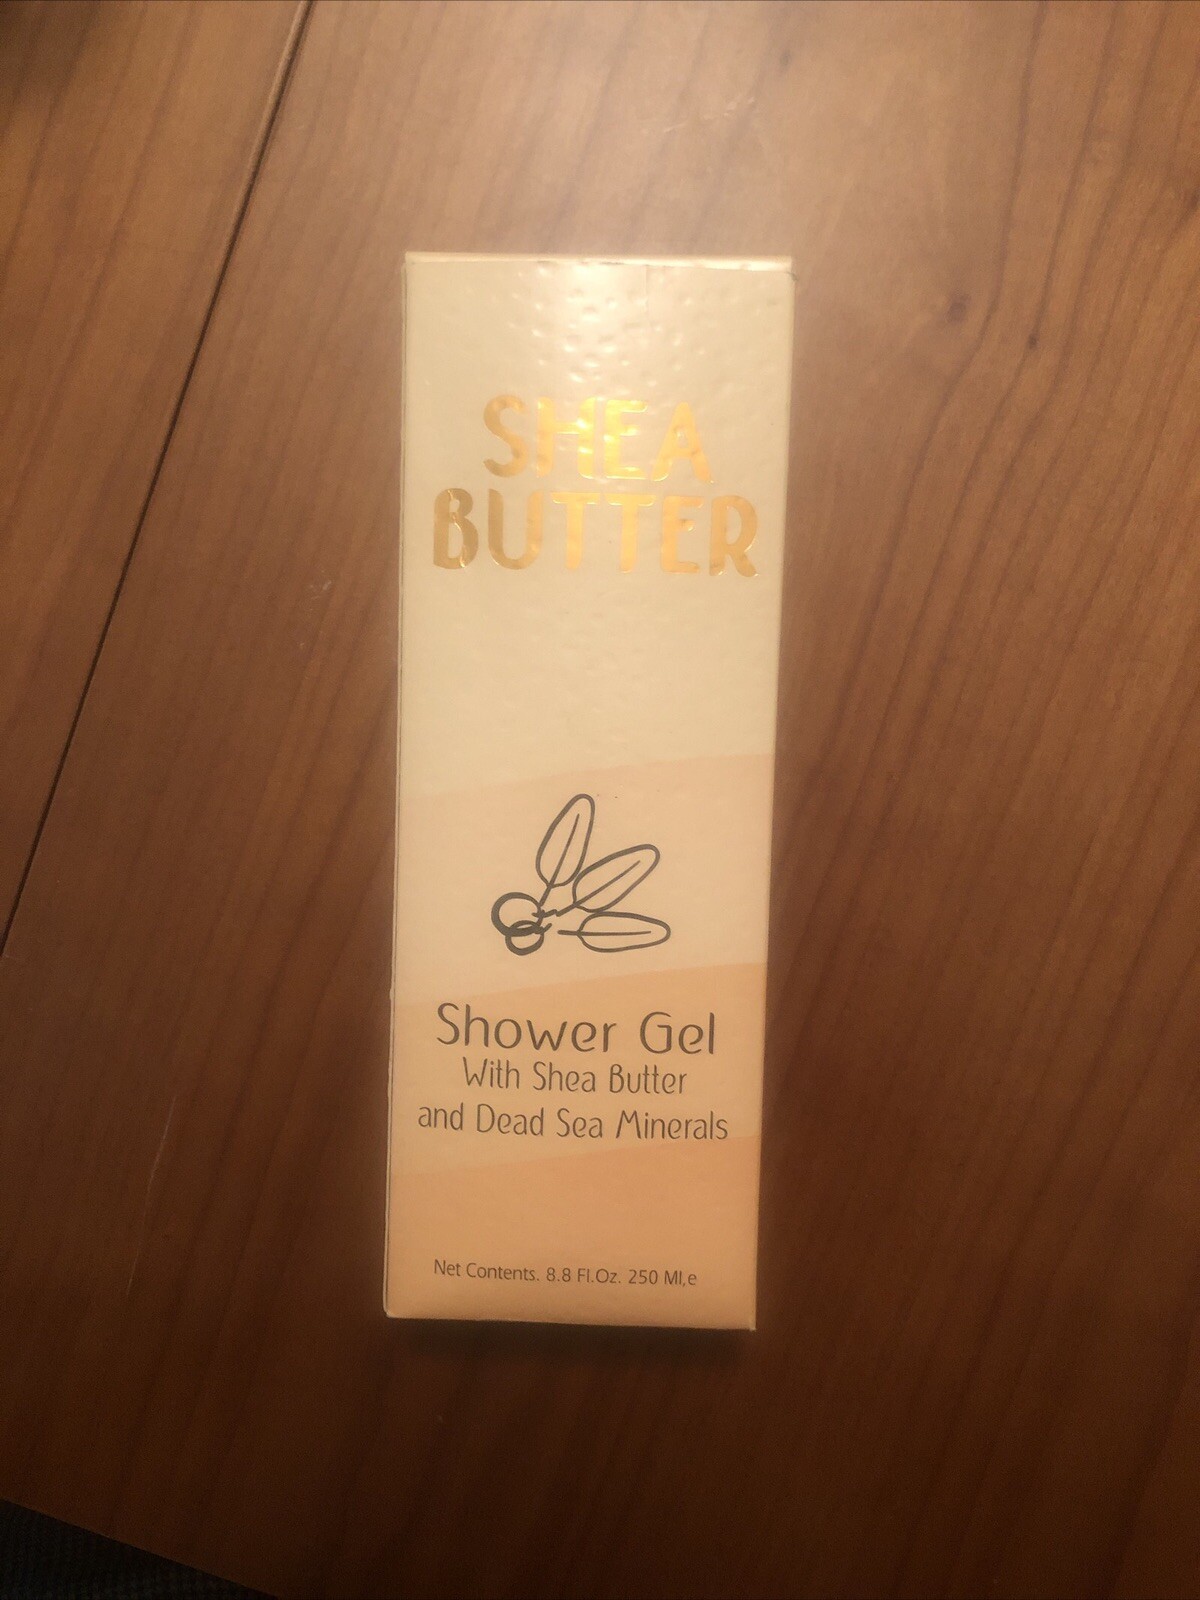 SHEA
BUTTER
Shower Gel
With Shea Butter
and Dead Sea Minerals
Net Contents. 8.8 Fl.Oz. 250 Ml,e